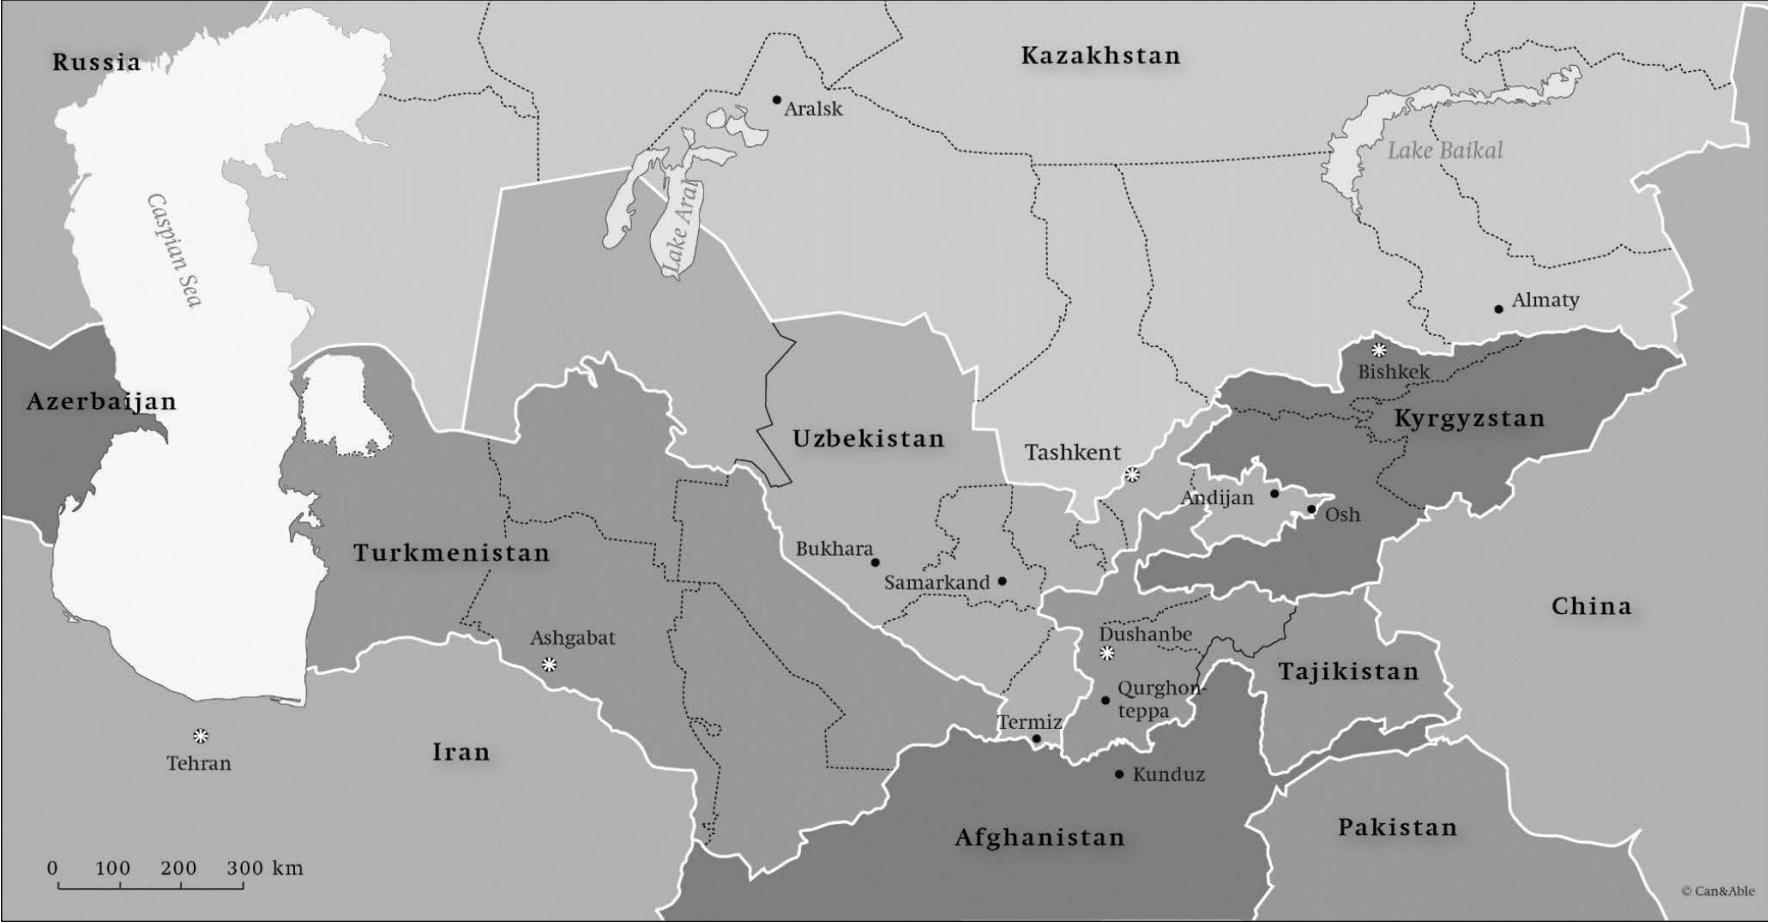 Russia
Kazakhstan
Aralsk
Lake Baikal
Caspian Sea
Lake Aral
Almaty
Bishkek
Azerbaijan
Kyrgyzstan
Uzbekistan
Tashkent
Andijan
Osh
Turkmenistan
Bukhara
Samarkand
China
Ashgabat
Dushanbe
Tajikistan
Qurghon-
teppa
Termiz
Tehran
Iran
Kunduz
Afghanistan
Pakistan
0 100 200 300 km
© Can&Able